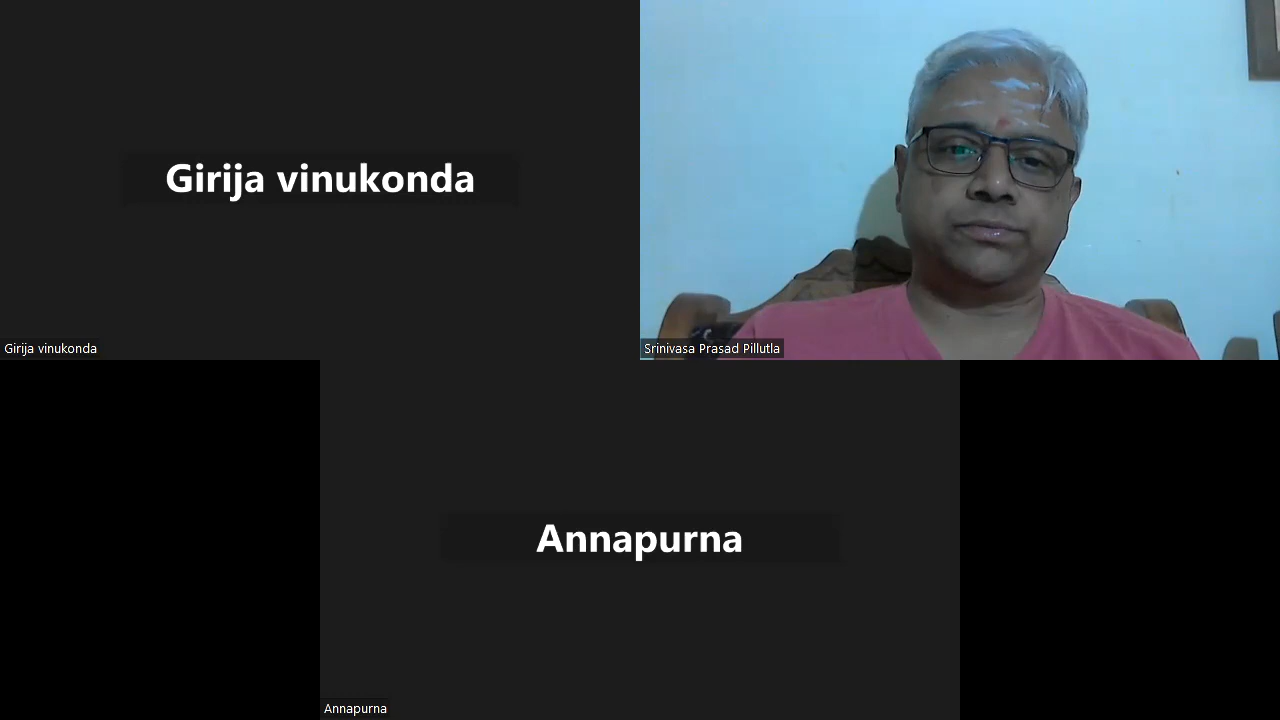 Girija vinukonda
Girija vinukonda
Srinivasa Prasad Pillutla
Annapurna
Annapurna